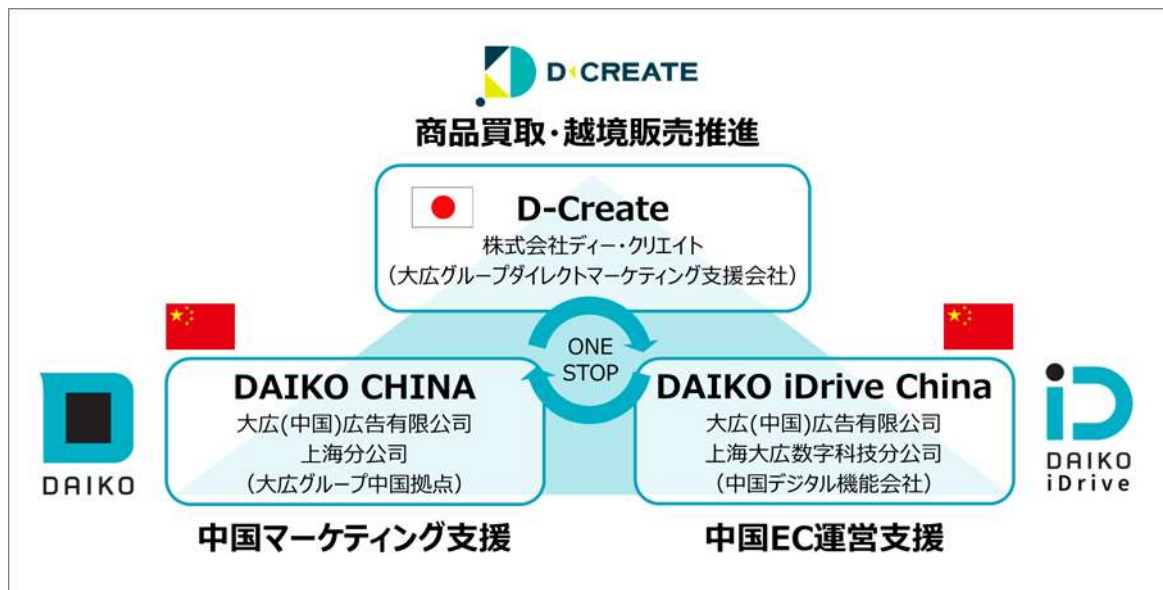 D CREATE
商品買取・越境販売推進
D-Create
株式会社ディー・クリエイト
（大広グループダイレクトマーケティング支援会社）
ONE
STOP
DAIKO CHINA
大広(中国)広告有限公司
上海分公司
（大広グループ中国拠点）
DAIKO
中国マーケティング支援
DAIKO iDrive China
大広(中国)広告有限公司
上海大広数字科技分公司
（中国デジタル機能会社）
iD
DAIKO
iDrive
中国EC運営支援